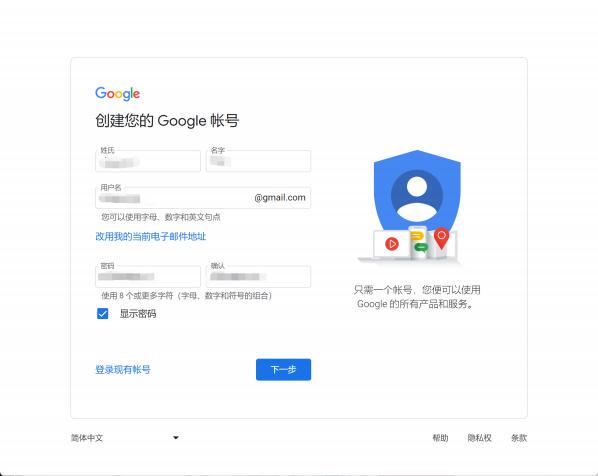 Google
创建您的 Google 帐号
姓氏
名字
用户名
@gmail.com
您可以使用字母、数字和英文句点
改用我的当前电子邮件地址
密码
确认
使用 8 个或更多字符（字母、数字和符号的组合）
显示密码
登录现有帐号
下一步
只需一个帐号，您便可以使用
Google 的所有产品和服务。
简体中文
帮助
隐私权
条款